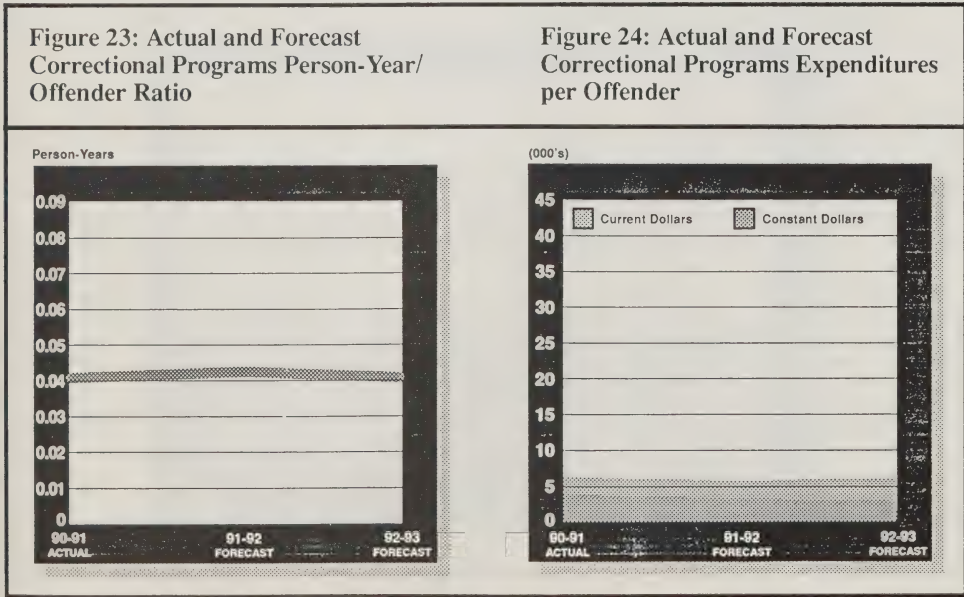 Figure 23: Actual and Forecast
Correctional Programs Person-Year/
Offender Ratio
Figure 24: Actual and Forecast
Correctional Programs Expenditures
per Offender
Person-Years
0.09
0.08
0.07
0.06
0.05
0.04
0.03
0.02
0.01
0
90-91
ACTUAL
91-92
FORECAST
92-93
FORECAST
(000's)
45
40
35
30
25
20
15
10
5
0
Current Dollars
Constant Dollars
90-91
ACTUAL
91-92
FORECAST
92-93
FORECAST